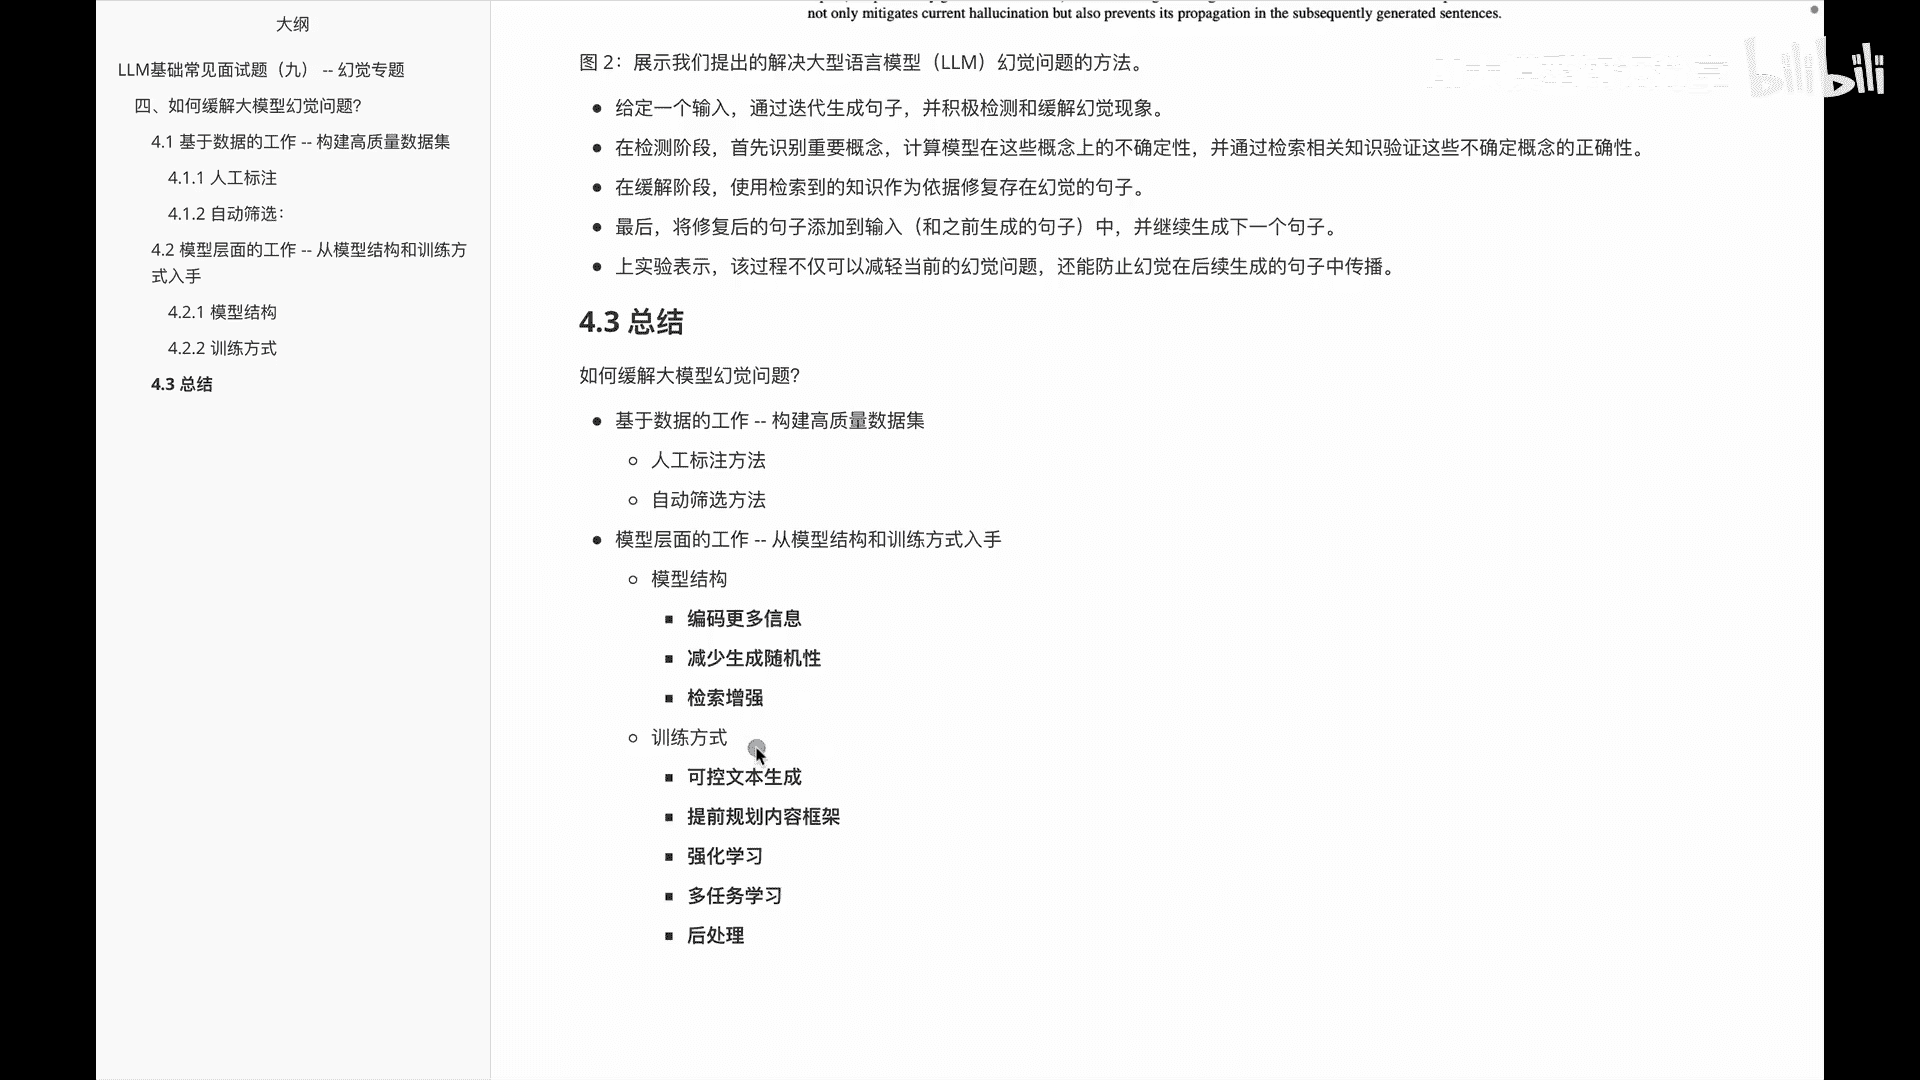 大纲
LLM基础常见面试题（九） -- 幻觉专题
四、如何缓解大模型幻觉问题？
4.1 基于数据的工作 -- 构建高质量数据集
4.1.1 人工标注
4.1.2 自动筛选：
4.2 模型层面的工作 -- 从模型结构和训练方
式入手
4.2.1 模型结构
4.2.2 训练方式
4.3 总结
not only mitigates current hallucination but also prevents its propagation in the subsequently generated sentences.
图 2：展示我们提出的解决大型语言模型（LLM）幻觉问题的方法。
给定一个输入，通过迭代生成句子，并积极检测和缓解幻觉现象。
在检测阶段，首先识别重要概念，计算模型在这些概念上的不确定性，并通过检索相关知识验证这些不确定概念的正确性。
在缓解阶段，使用检索到的知识作为依据修复存在幻觉的句子。
最后，将修复后的句子添加到输入（和之前生成的句子）中，并继续生成下一个句子。
上实验表示，该过程不仅可以减轻当前的幻觉问题，还能防止幻觉在后续生成的句子中传播。
4.3 总结
如何缓解大模型幻觉问题？
基于数据的工作 -- 构建高质量数据集
人工标注方法
自动筛选方法
模型层面的工作 -- 从模型结构和训练方式入手
模型结构
编码更多信息
减少生成随机性
检索增强
训练方式
可控文本生成
提前规划内容框架
强化学习
多任务学习
后处理
bilibili